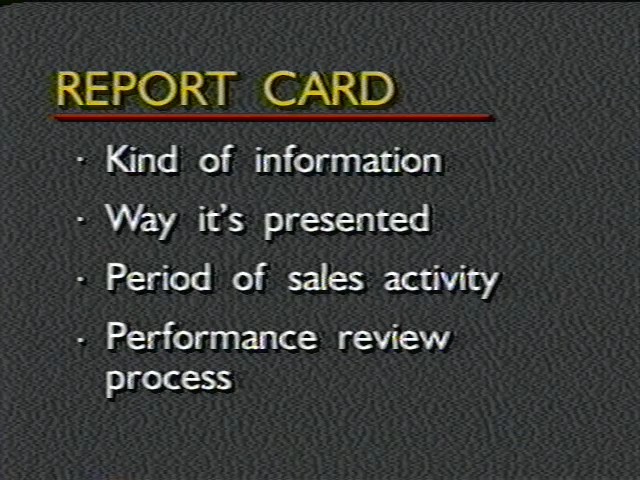 REPORT CARD
· Kind of information
· Way it's presented
· Period of sales activity
· Performance review
process